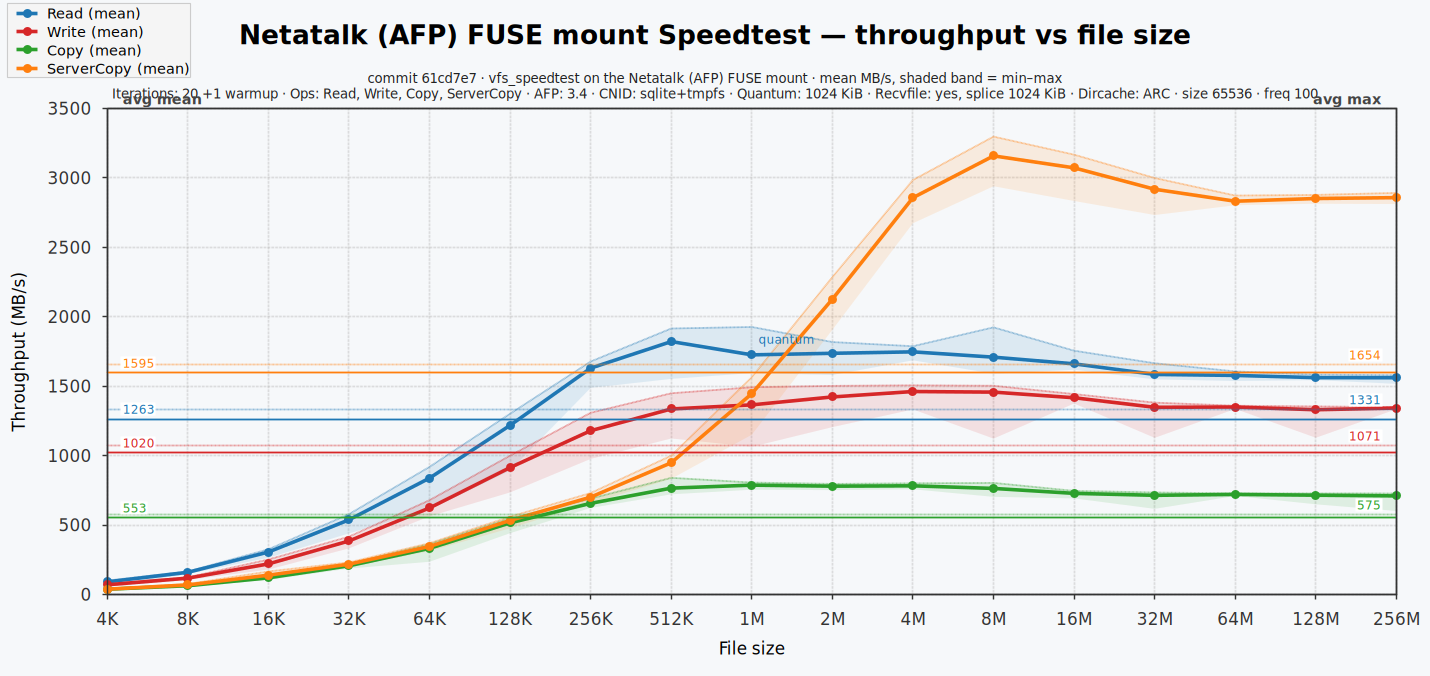 Read (mean)
Write (mean)
Copy (mean)
ServerCopy (mean)
Netatalk (AFP) FUSE mount Speedtest — throughput vs file size
commit 61cd7e7 · vfs_speedtest on the Netatalk (AFP) FUSE mount · mean MB/s, shaded band = min–max
Iterations: 20 +1 warmup · Ops: Read, Write, Copy, ServerCopy · AFP: 3.4 · CNID: sqlite+tmpfs · Quantum: 1024 KiB · Recvfile: yes, splice 1024 KiB · Dircache: ARC · size 65536 · freq 100
avg mean
avg max
3500
3000
2500
2000
1500
1000
500
0
Throughput (MB/s)
quantum
1595
1654
1263
1331
1020
1071
553
575
4K 8K 16K 32K 64K 128K 256K 512K 1M 2M 4M 8M 16M 32M 64M 128M 256M
File size